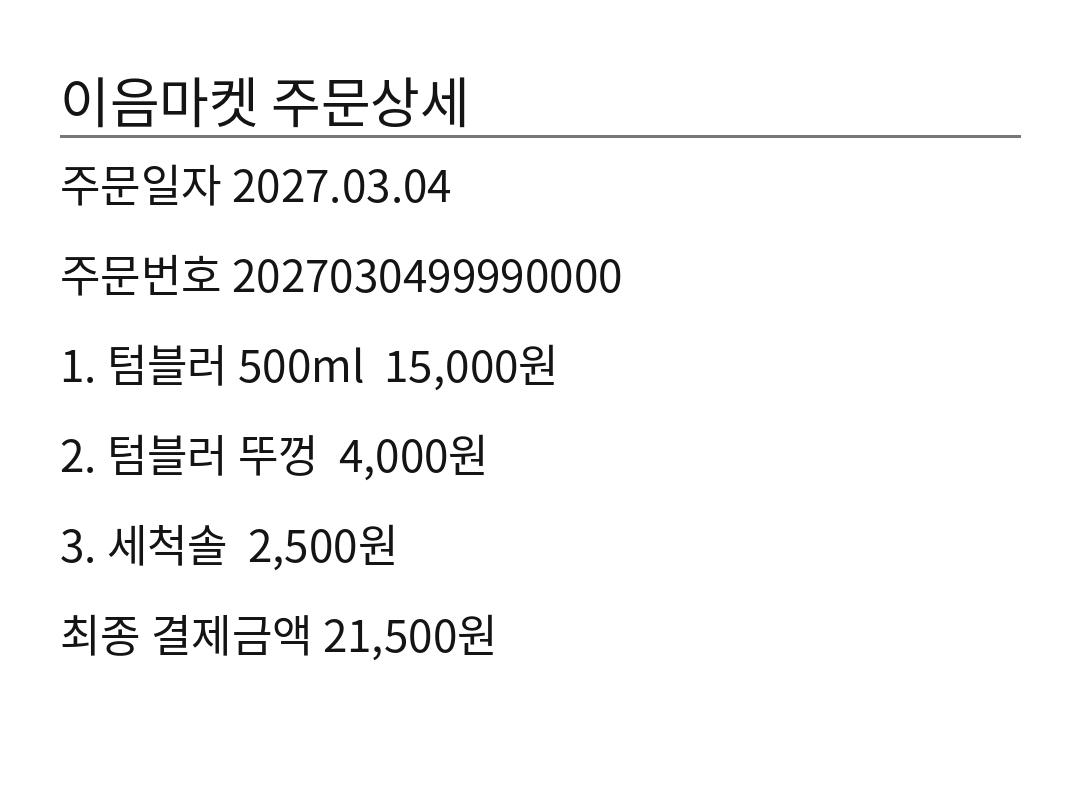 이음마켓 주문상세
주문일자 2027.03.04
주문번호 2027030499990000
1. 텀블러 500ml  15,000원
2. 텀블러 뚜껑  4,000원
3. 세척솔  2,500원
최종 결제금액 21,500원